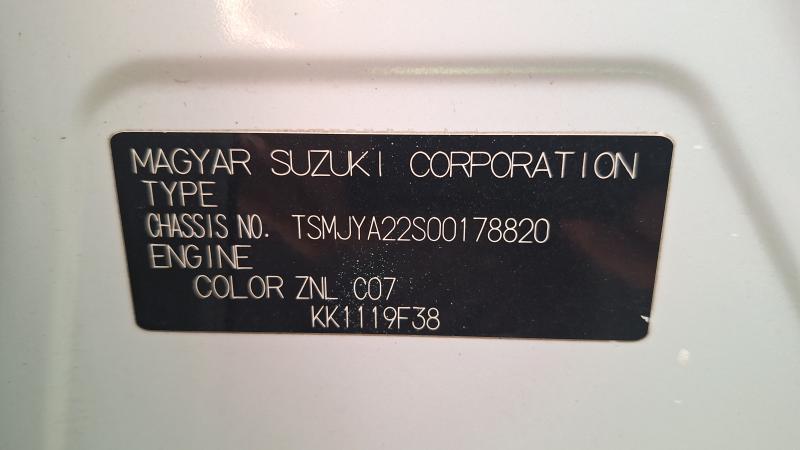 MAGYAR SUZUKI CORPORATION
TYPE
CHASSIS NO. TSMJYA22S00178820
ENGINE
COLOR ZNL C07
KK1119F38